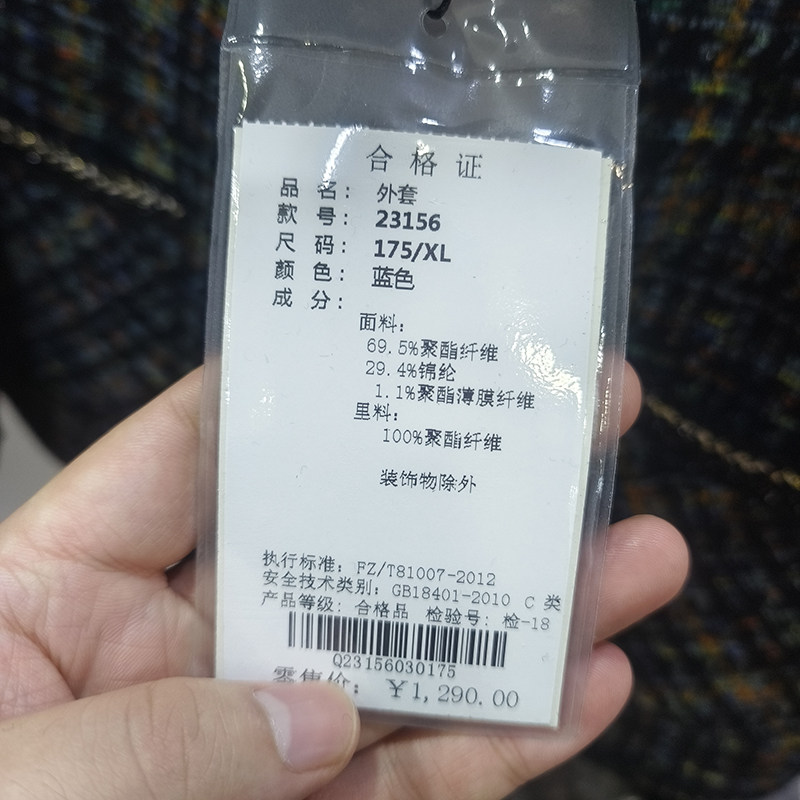 合格证
品 名： 外套
款 号： 23156
尺 码： 175/XL
颜 色： 蓝色
成 分：
面料：
69.5%聚酯纤维
29.4%锦纶
1.1%聚酯薄膜纤维
里料：
100%聚酯纤维
装饰物除外
执行标准：FZ/T81007-2012
安全技术类别：GB18401-2010 C 类
产品等级：合格品 检验号：检-18
Q23156030175
零售价：￥1,290.00